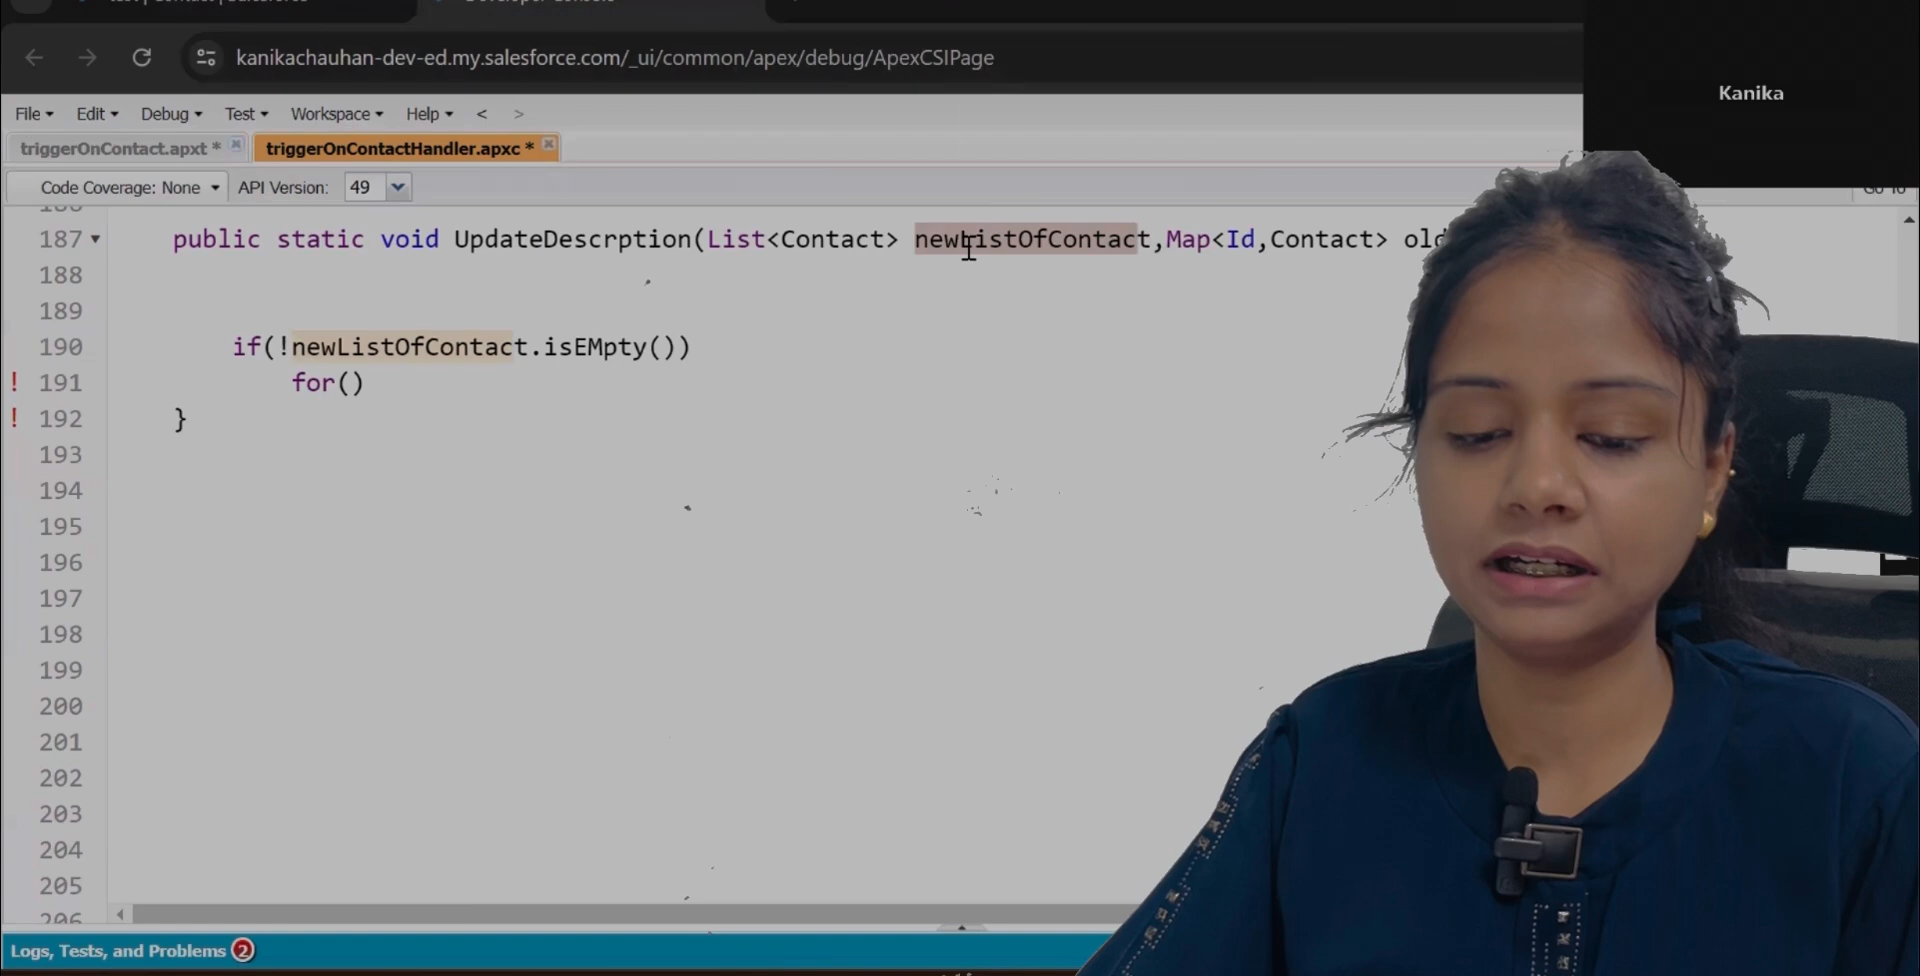 kanikachauhan-dev-ed.my.salesforce.com/_ui/common/apex/debug/ApexCSIPage
Kanika
File Edit Debug Test Workspace Help < >
triggerOnContact.apxt * triggerOnContactHandler.apxc *
Code Coverage: None API Version: 49 Go To
187 public static void UpdateDescrption(List<Contact> newListOfContact,Map<Id,Contact> old
188
189
190 if(!newListOfContact.isEMpty())
! 191 for()
! 192 }
193
194
195
196
197
198
199
200
201
202
203
204
205
206
Logs, Tests, and Problems 2